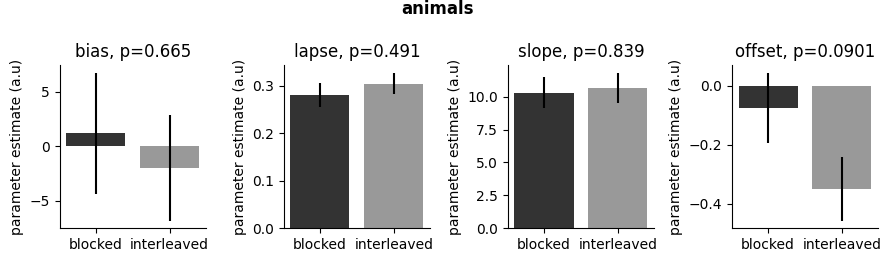 animals
bias, p=0.665
parameter estimate (a.u)
5
0
−5
blocked interleaved
lapse, p=0.491
parameter estimate (a.u)
0.3
0.2
0.1
0.0
blocked interleaved
slope, p=0.839
parameter estimate (a.u)
10.0
7.5
5.0
2.5
0.0
blocked interleaved
offset, p=0.0901
parameter estimate (a.u)
0.0
−0.2
−0.4
blocked interleaved